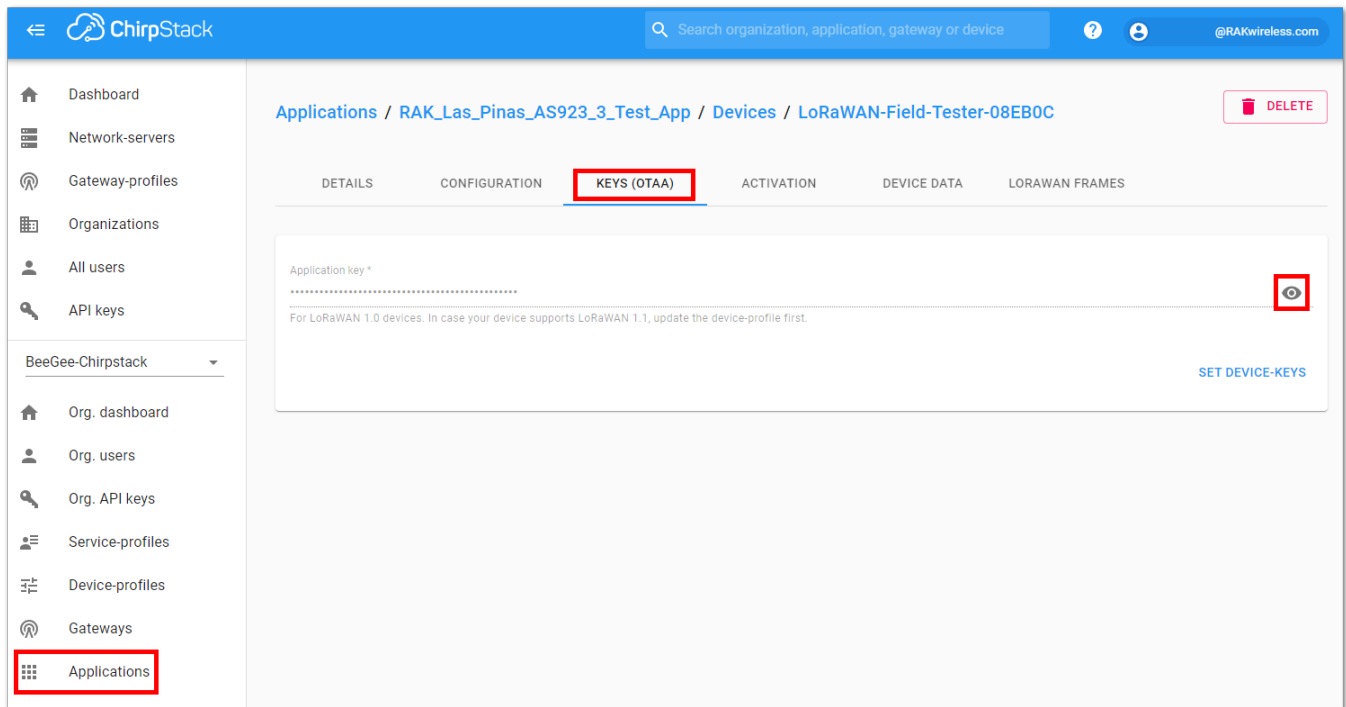 ChirpStack
Search organization, application, gateway or device
?
@RAKwireless.com
Dashboard
Network-servers
Gateway-profiles
Organizations
All users
API keys
BeeGee-Chirpstack
Org. dashboard
Org. users
Org. API keys
Service-profiles
Device-profiles
Gateways
Applications
Applications / RAK_Las_Pinas_AS923_3_Test_App / Devices / LoRaWAN-Field-Tester-08EB0C
DELETE
DETAILS CONFIGURATION KEYS (OTAA) ACTIVATION DEVICE DATA LORAWAN FRAMES
Application key *
••••••••••••••••••••••••••••••••••••••••••••••
For LoRaWAN 1.0 devices. In case your device supports LoRaWAN 1.1, update the device-profile first.
SET DEVICE-KEYS